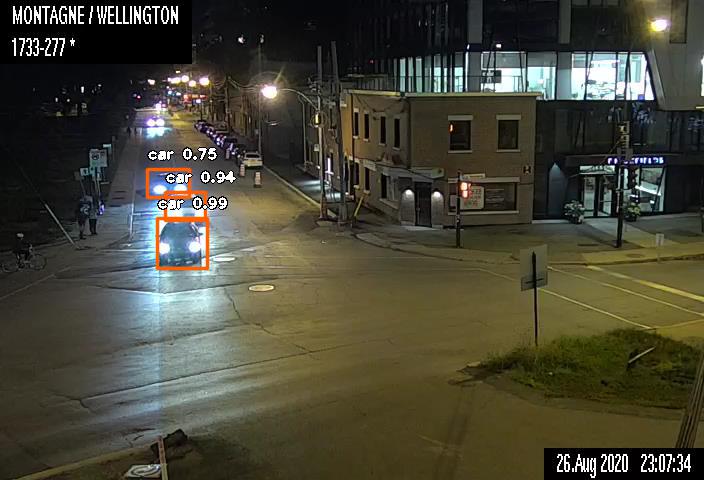 MONTAGNE / WELLINGTON
1733-277 *
car 0.75
car 0.94
car 0.99
26.Aug 2020 23:07:34